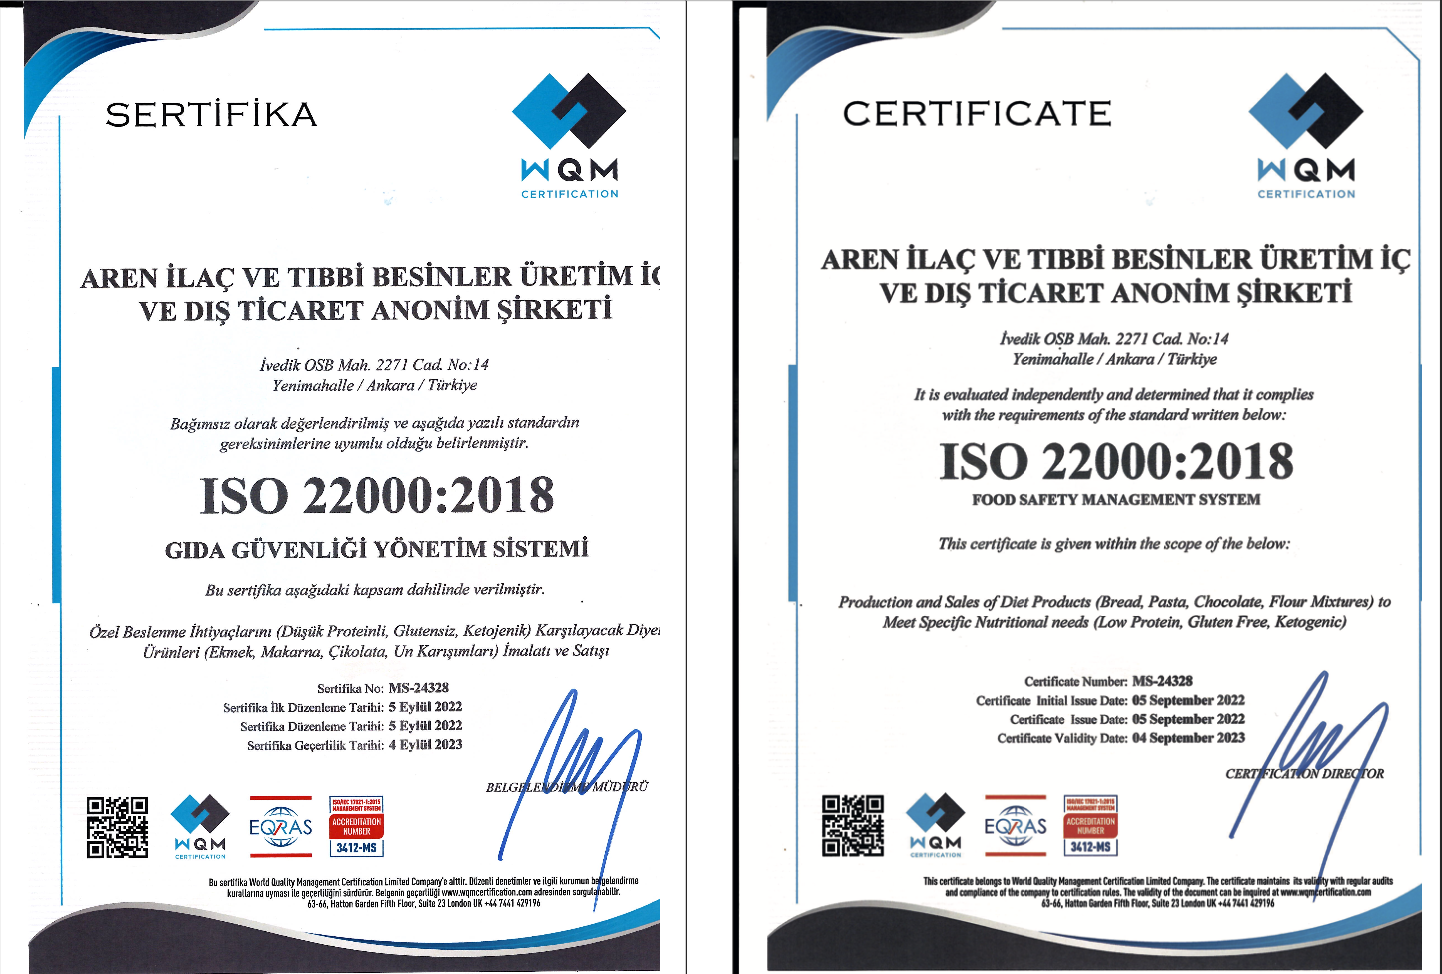 SERTİFİKA
WQM
CERTIFICATION
AREN İLAÇ VE TIBBİ BESİNLER ÜRETİM İÇ
VE DIŞ TİCARET ANONİM ŞİRKETİ
İvedik OSB Mah. 2271 Cad. No:14
Yenimahalle / Ankara / Türkiye
Bağımsız olarak değerlendirilmiş ve aşağıda yazılı standardın
gereksinimlerine uyumlu olduğu belirlenmiştir.
ISO 22000:2018
GIDA GÜVENLİĞİ YÖNETİM SİSTEMİ
Bu sertifika aşağıdaki kapsam dahilinde verilmiştir.
Özel Beslenme İhtiyaçlarını (Düşük Proteinli, Glutensiz, Ketojenik) Karşılayacak Diye
Ürünleri (Ekmek, Makarna, Çikolata, Un Karışımları) İmalatı ve Satışı
Sertifika No: MS-24328
Sertifika İlk Düzenleme Tarihi: 5 Eylül 2022
Sertifika Düzenleme Tarihi: 5 Eylül 2022
Sertifika Geçerlilik Tarihi: 4 Eylül 2023
BELGELENDİRME MÜDÜRÜ
WQM
CERTIFICATION
EQRAS
ISO/IEC 17021-1:2015
MANAGEMENT SYSTEM
ACCREDITATION
NUMBER
3412-MS
Bu sertifika World Quality Management Certification Limited Company'e aittir. Düzenli denetimler ve ilgili kurumun belgelendirme
kurallarına uyması ile geçerliliğini sürdürür. Belgenin geçerliliği www.wqmcertification.com adresinden sorgulanabilir.
63-66, Hatton Garden Fifth Floor, Suite 23 London UK +44 7441 429196
CERTIFICATE
WQM
CERTIFICATION
AREN İLAÇ VE TIBBİ BESİNLER ÜRETİM İÇ
VE DIŞ TİCARET ANONİM ŞİRKETİ
İvedik OSB Mah. 2271 Cad. No:14
Yenimahalle / Ankara / Türkiye
It is evaluated independently and determined that it complies
with the requirements of the standard written below:
ISO 22000:2018
FOOD SAFETY MANAGEMENT SYSTEM
This certificate is given within the scope of the below:
Production and Sales of Diet Products (Bread, Pasta, Chocolate, Flour Mixtures) to
Meet Specific Nutritional needs (Low Protein, Gluten Free, Ketogenic)
Certificate Number: MS-24328
Certificate Initial Issue Date: 05 September 2022
Certificate Issue Date: 05 September 2022
Certificate Validity Date: 04 September 2023
CERTIFICATION DIRECTOR
WQM
CERTIFICATION
EQRAS
ISO/IEC 17021-1:2015
MANAGEMENT SYSTEM
ACCREDITATION
NUMBER
3412-MS
This certificate belongs to World Quality Management Certification Limited Company. The certificate maintains its validity with regular audits
and compliance of the company to certification rules. The validity of the document can be inquired at www.wqmcertification.com
63-66, Hatton Garden Fifth Floor, Suite 23 London UK +44 7441 429196